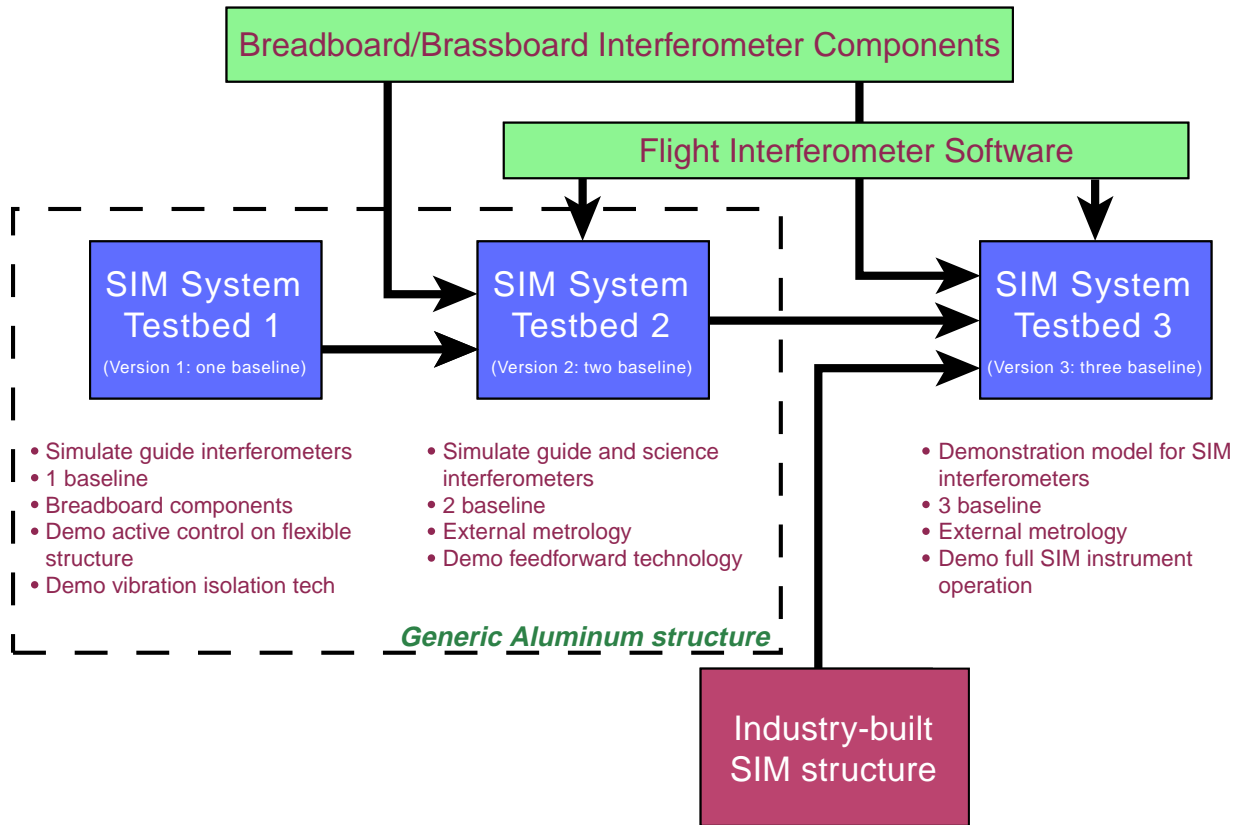 Breadboard/Brassboard Interferometer Components
Flight Interferometer Software
SIM System
Testbed 1
(Version 1: one baseline)
SIM System
Testbed 2
(Version 2: two baseline)
SIM System
Testbed 3
(Version 3: three baseline)
• Simulate guide interferometers
• 1 baseline
• Breadboard components
• Demo active control on flexible
structure
• Demo vibration isolation tech
• Simulate guide and science
interferometers
• 2 baseline
• External metrology
• Demo feedforward technology
• Demonstration model for SIM
interferometers
• 3 baseline
• External metrology
• Demo full SIM instrument
operation
Generic Aluminum structure
Industry-built
SIM structure